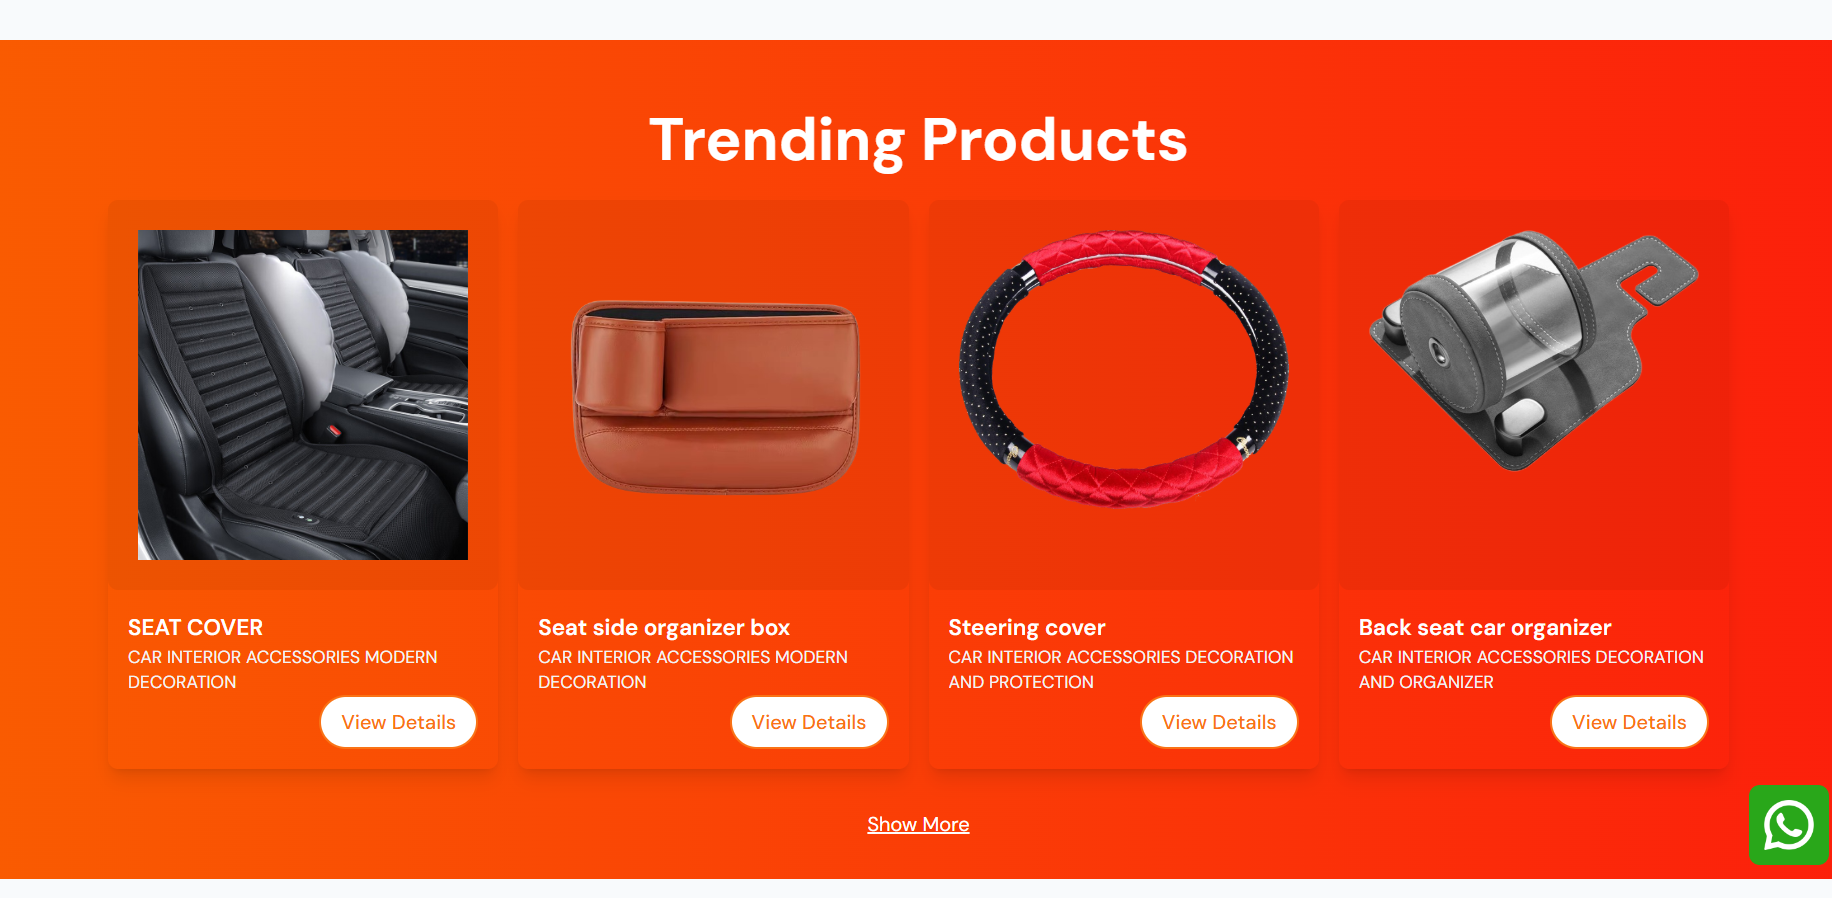 Trending Products
SEAT COVER
CAR INTERIOR ACCESSORIES MODERN
DECORATION
View Details
Seat side organizer box
CAR INTERIOR ACCESSORIES MODERN
DECORATION
View Details
Steering cover
CAR INTERIOR ACCESSORIES DECORATION
AND PROTECTION
View Details
Back seat car organizer
CAR INTERIOR ACCESSORIES DECORATION
AND ORGANIZER
View Details
Show More